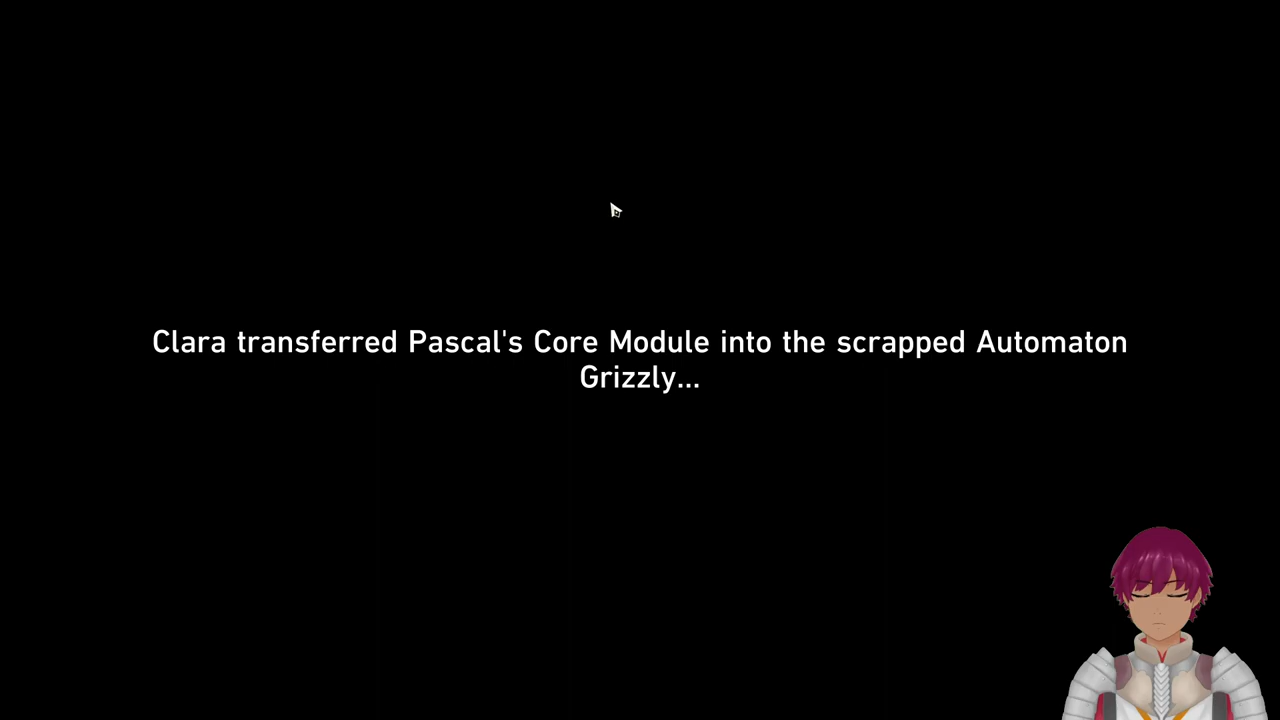 Clara transferred Pascal's Core Module into the scrapped Automaton
Grizzly...